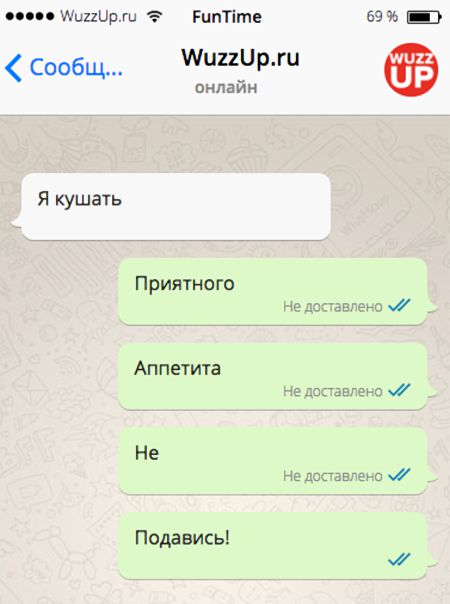 WuzzUp.ru FunTime 69 %
Сообщ... WuzzUp.ru
онлайн
WUZZ
UP
Я кушать
Приятного
Не доставлено
Аппетита
Не доставлено
Не
Не доставлено
Подавись!